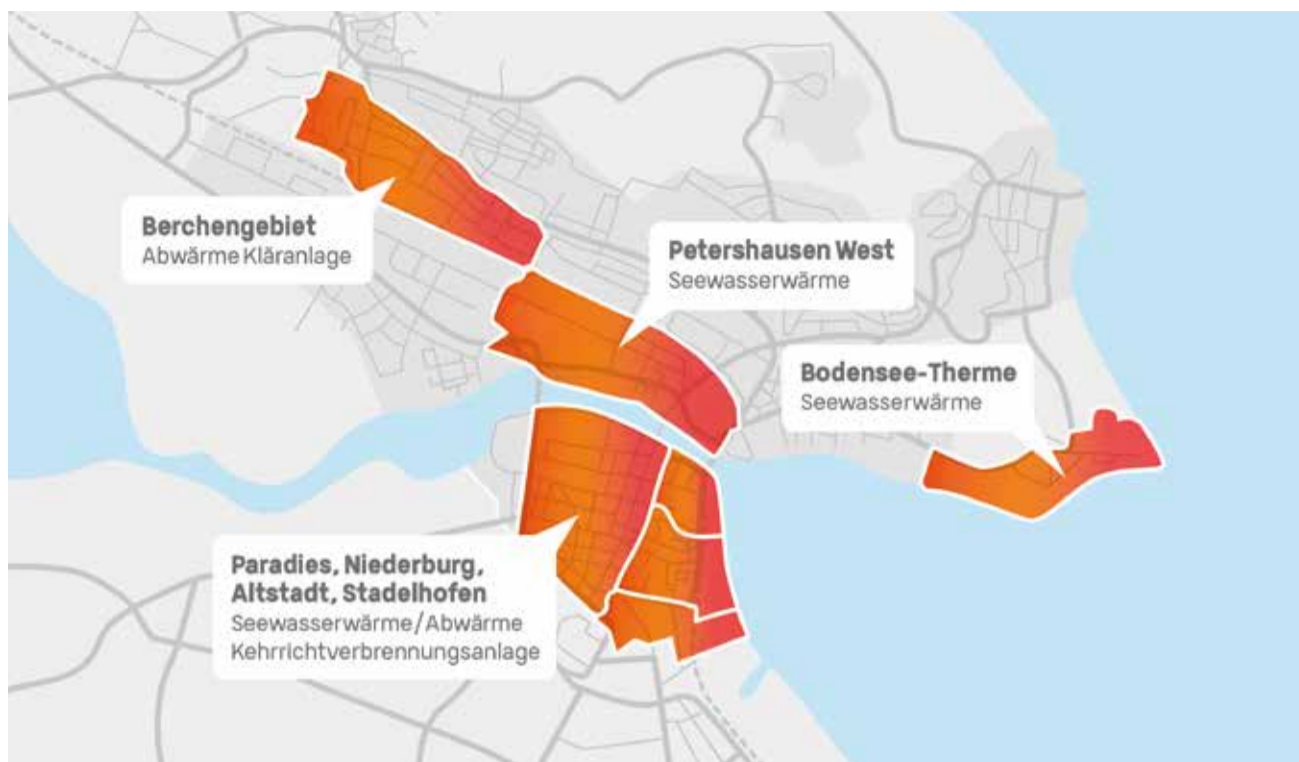 Berchengebiet
Abwärme Kläranlage
Petershausen West
Seewasserwärme
Bodensee-Therme
Seewasserwärme
Paradies, Niederburg,
Altstadt, Stadelhofen
Seewasserwärme/Abwärme
Kehrrichtverbrennungsanlage